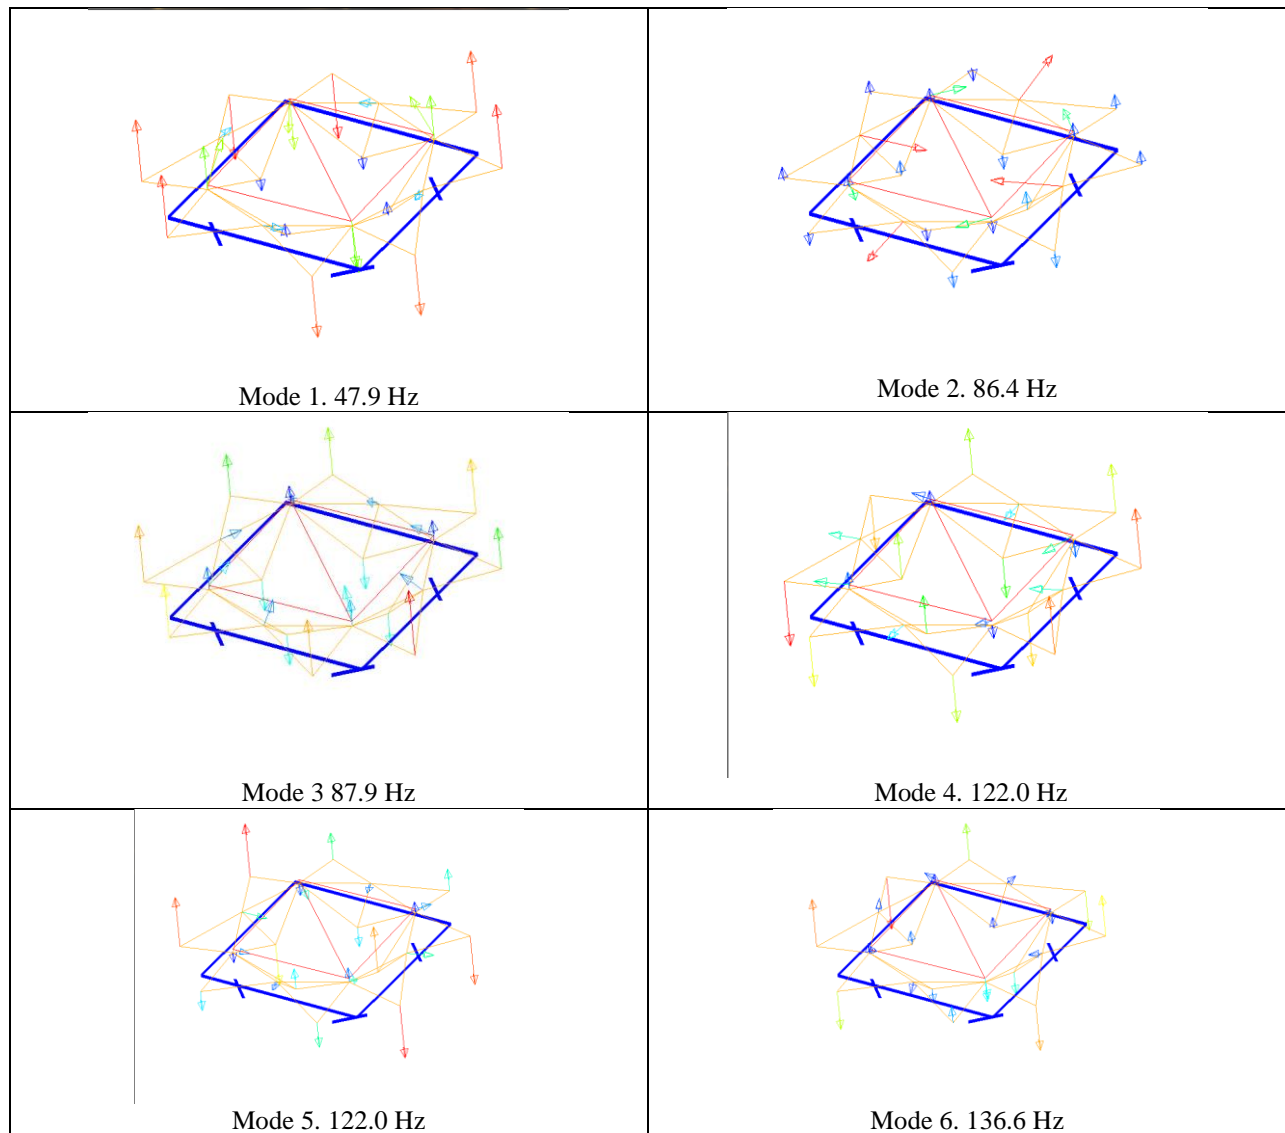 Mode 1. 47.9 Hz
Mode 2. 86.4 Hz
Mode 3 87.9 Hz
Mode 4. 122.0 Hz
Mode 5. 122.0 Hz
Mode 6. 136.6 Hz